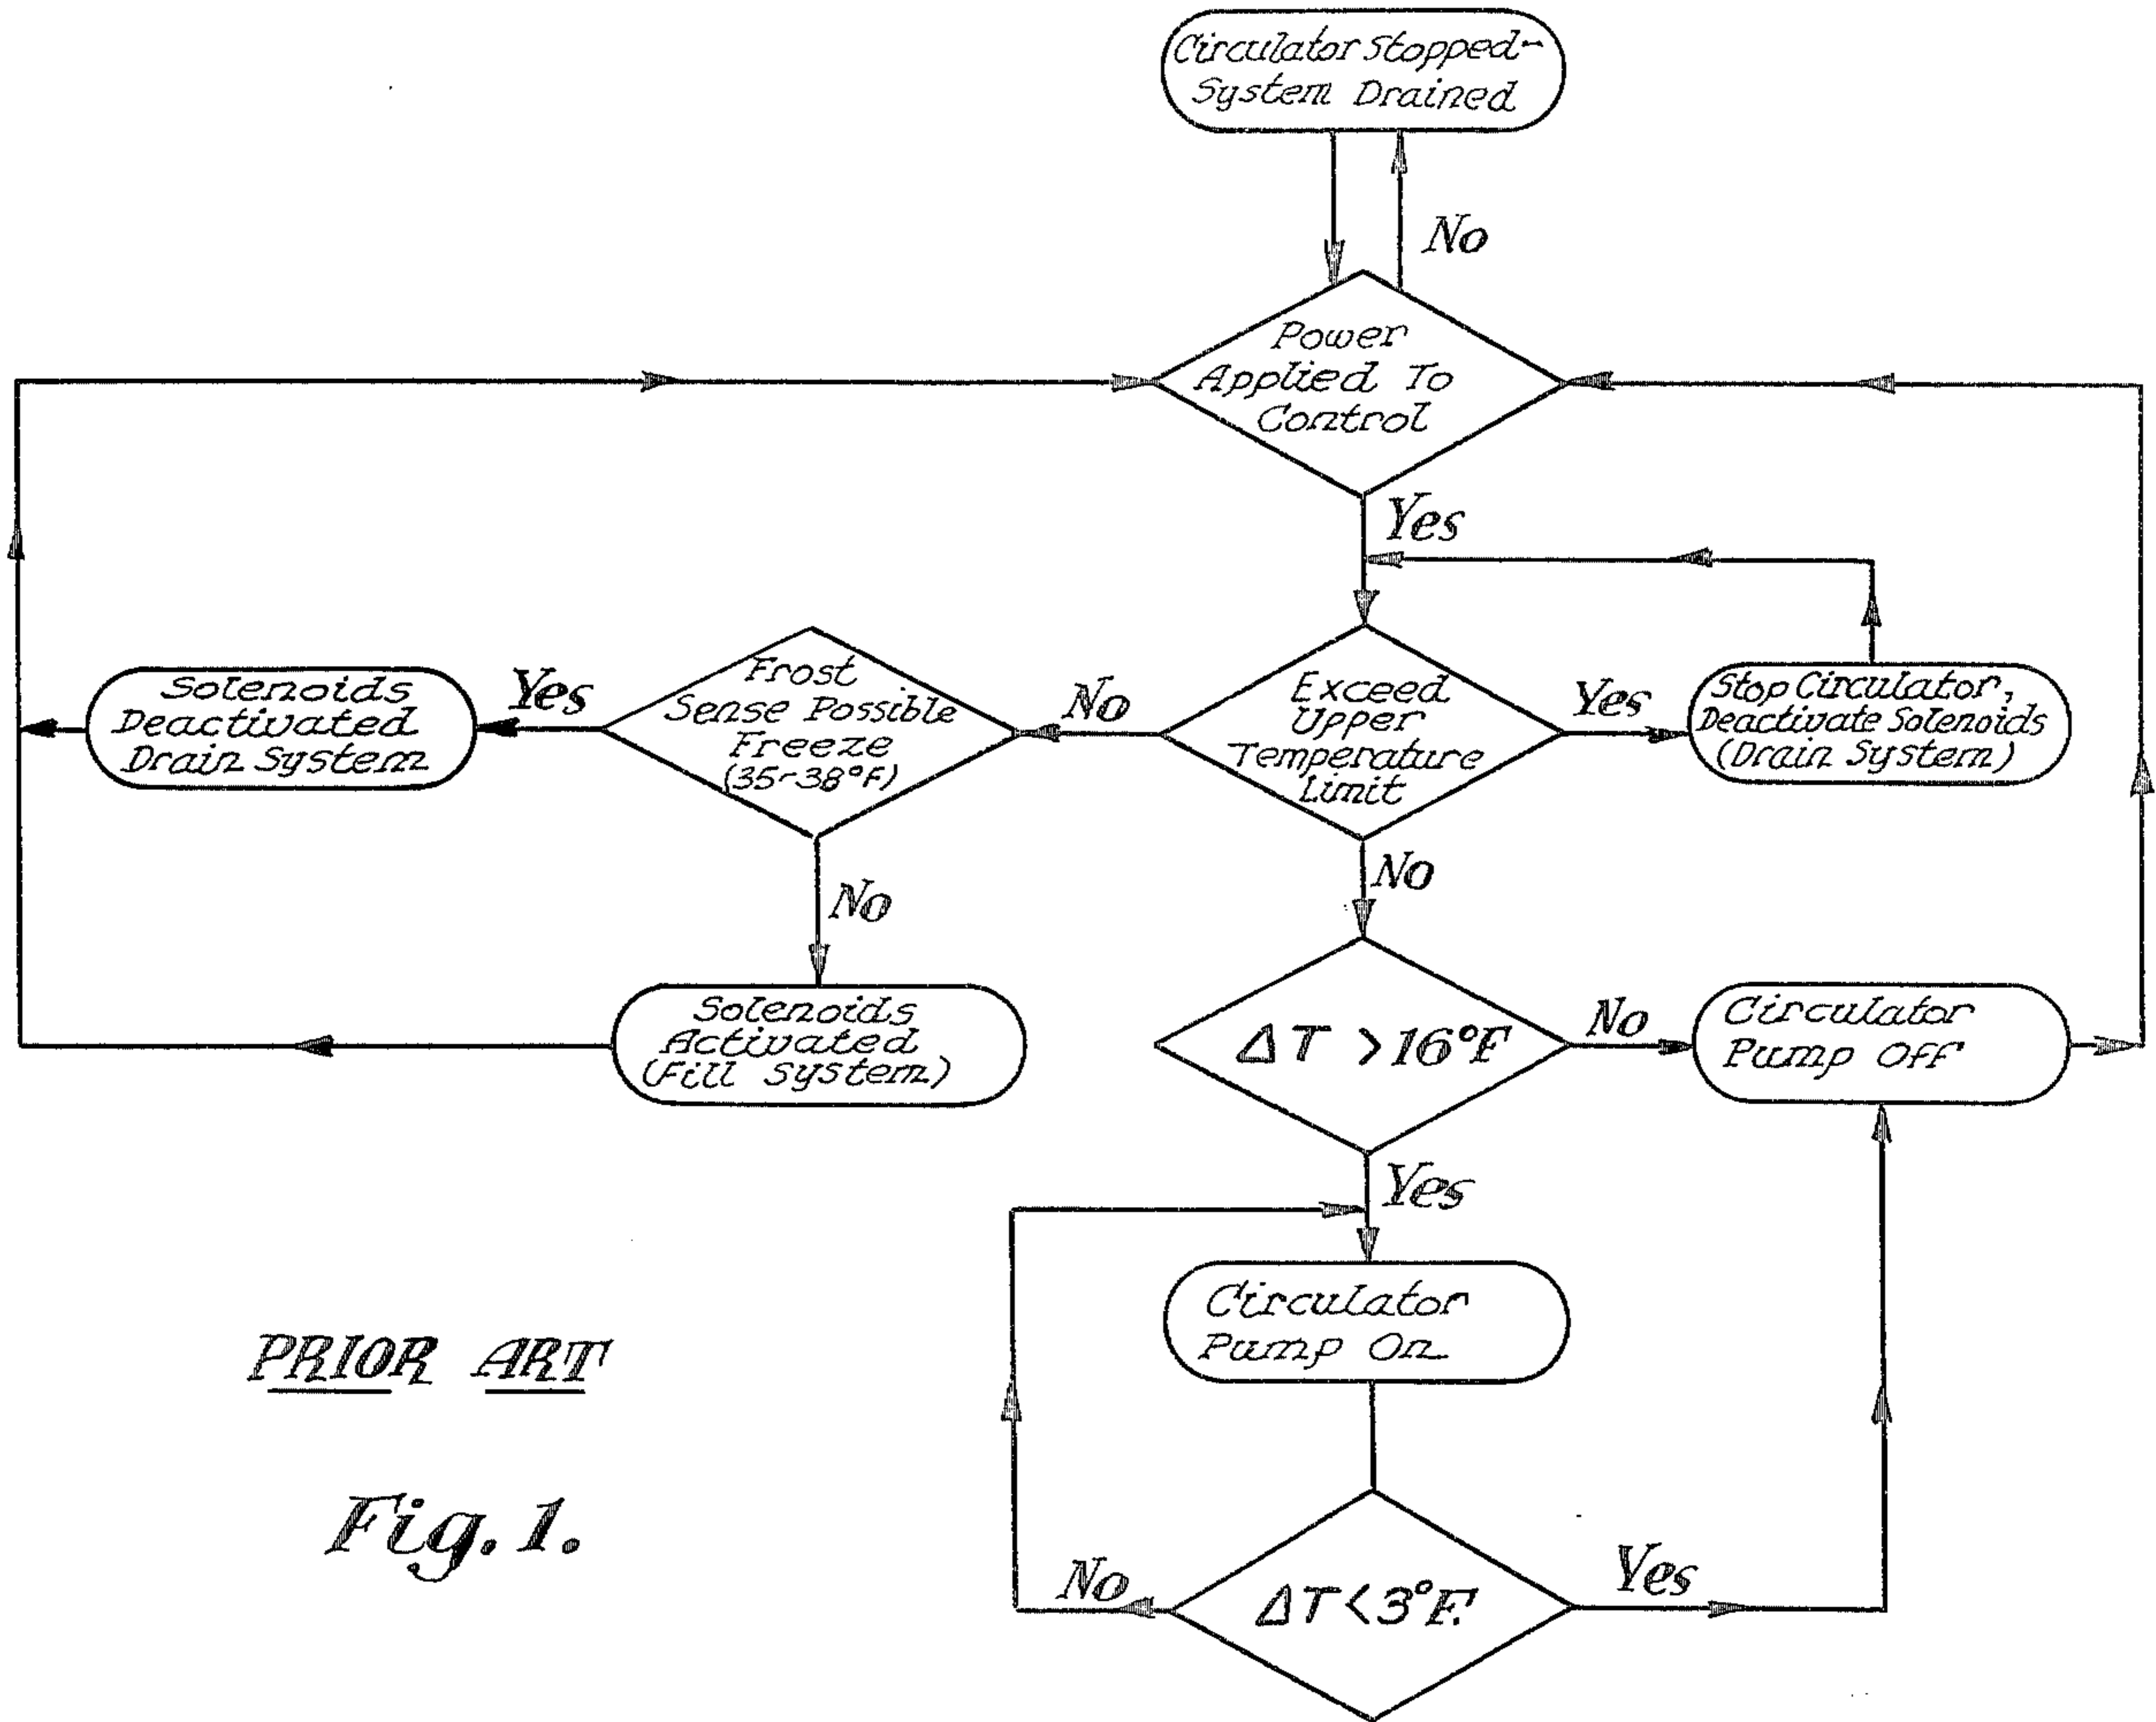 Circulator Stopped-
System Drained
No
Power
Applied To
Control
Yes
Solenoids
Deactivated
Drain System
Yes
Frost
Sense Possible
Freeze
(35-38°F)
No
Exceed
Upper
Temperature
Limit
Yes
Stop Circulator,
Deactivate Solenoids
(Drain System)
No
No
Solenoids
Activated
(Fill System)
ΔT >16°F
No
Circulator
Pump Off
Yes
Circulator
Pump On
No
ΔT<3°F.
Yes
PRIOR ART
Fig. 1.